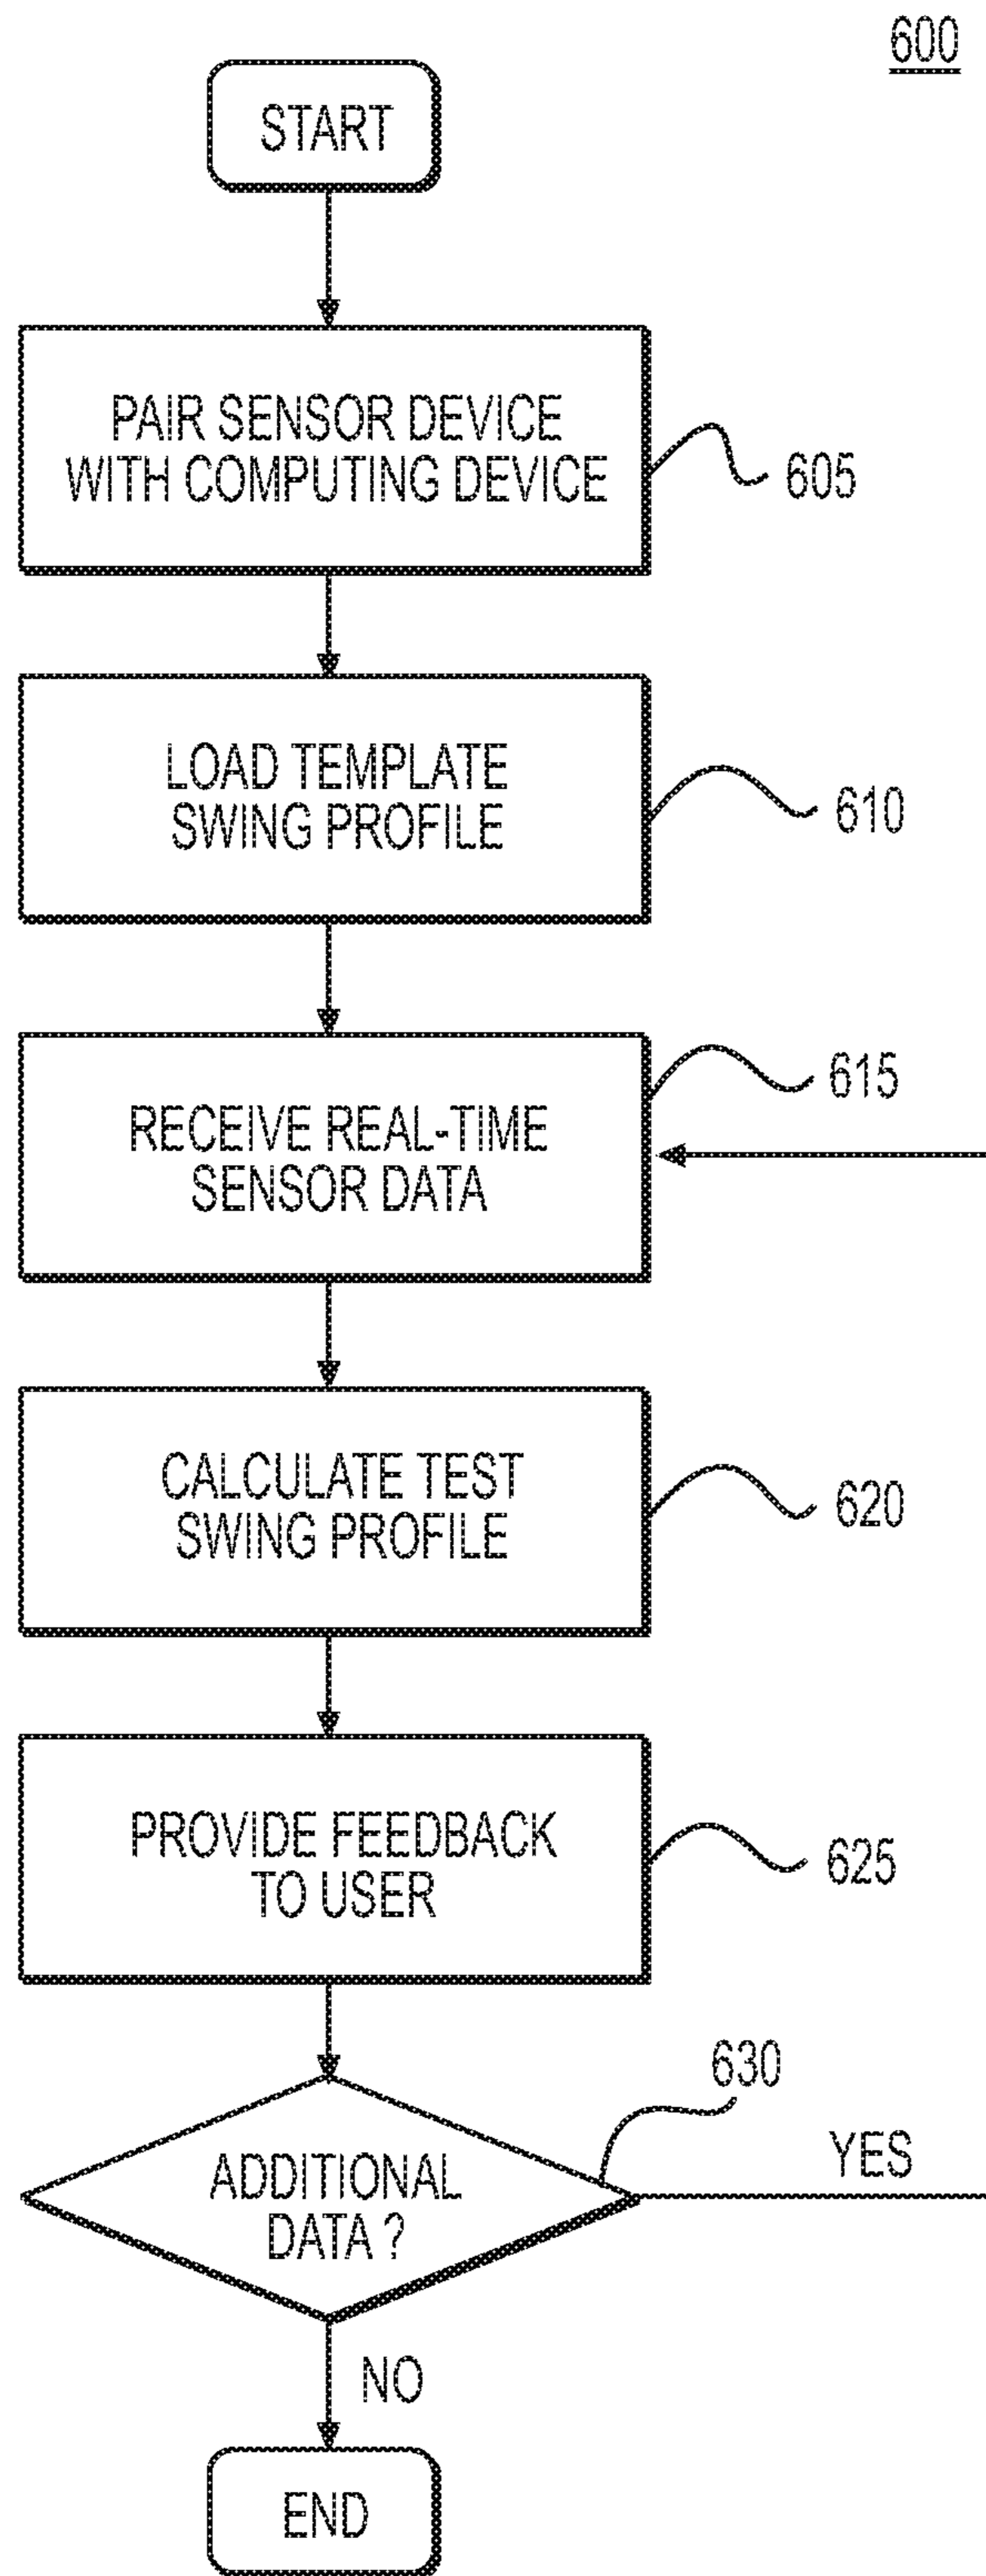 600
START
PAIR SENSOR DEVICE
WITH COMPUTING DEVICE
605
LOAD TEMPLATE
SWING PROFILE
610
RECEIVE REAL-TIME
SENSOR DATA
615
CALCULATE TEST
SWING PROFILE
620
PROVIDE FEEDBACK
TO USER
625
630
ADDITIONAL
DATA ?
YES
NO
END